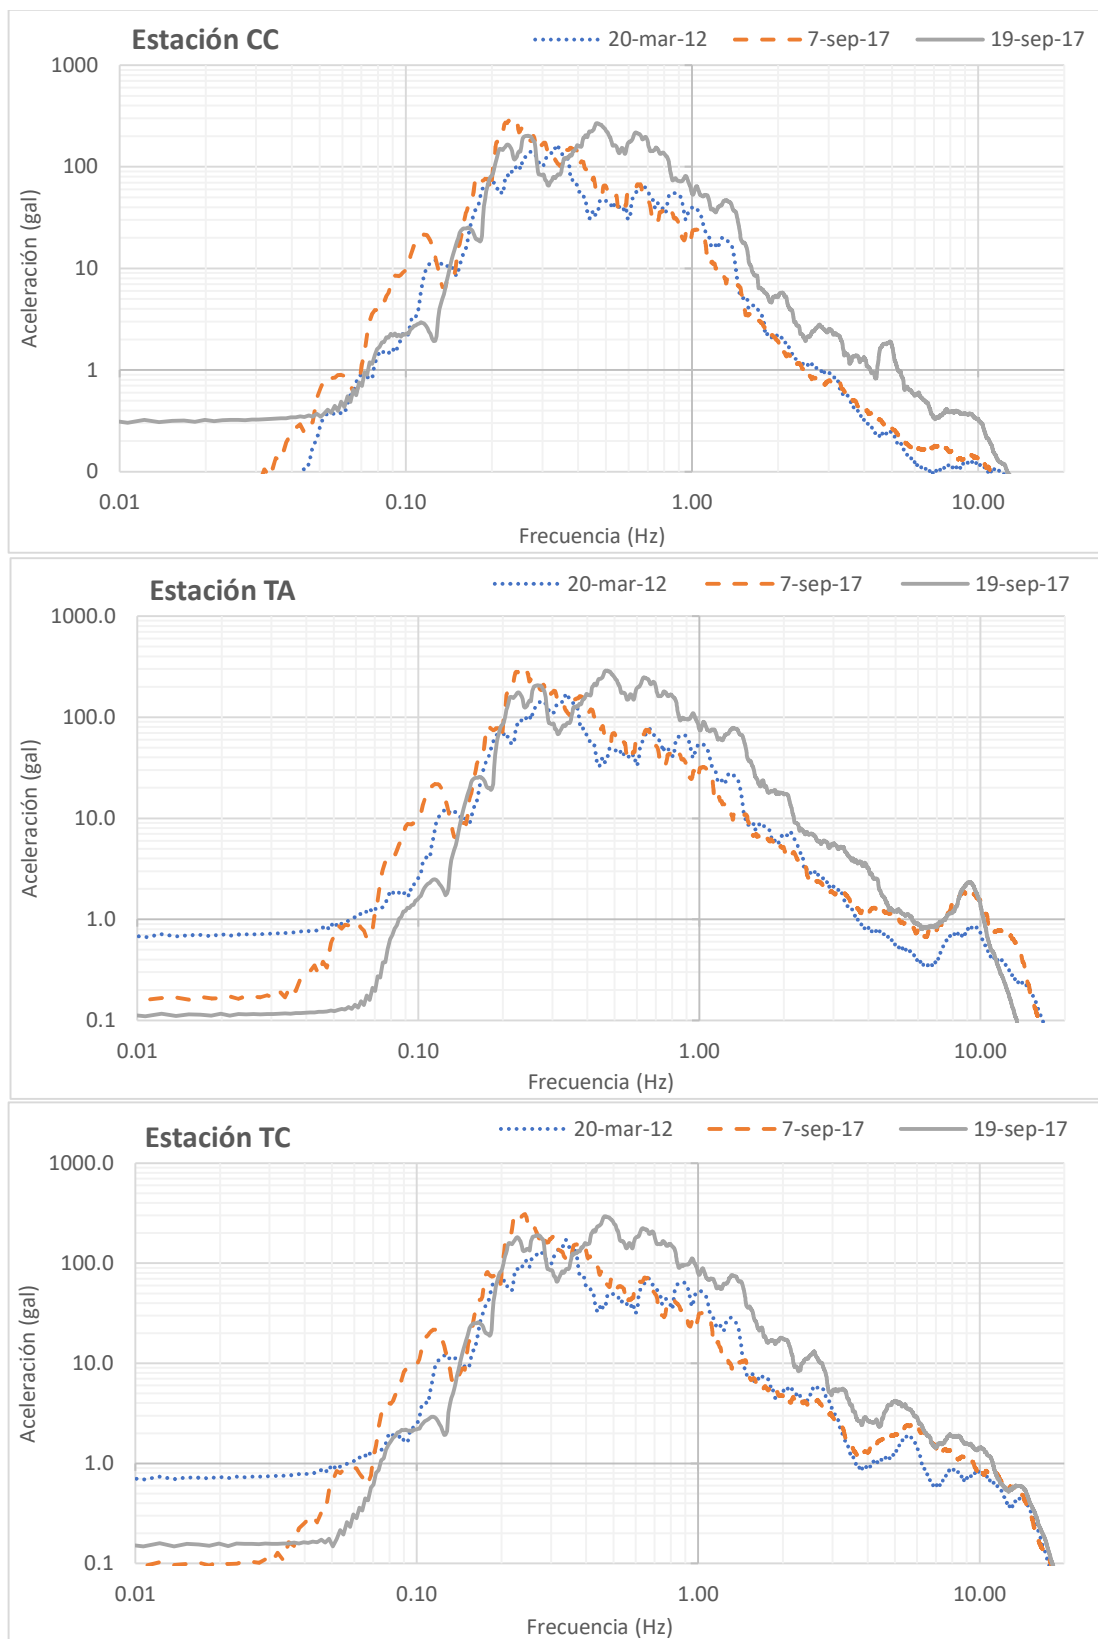 Estación CC
20-mar-12 7-sep-17 19-sep-17
1000
100
10
1
0
0.01 0.10 1.00 10.00
Aceleración (gal)
Frecuencia (Hz)
Estación TA
20-mar-12 7-sep-17 19-sep-17
1000.0
100.0
10.0
1.0
0.1
0.01 0.10 1.00 10.00
Aceleración (gal)
Frecuencia (Hz)
Estación TC
20-mar-12 7-sep-17 19-sep-17
1000.0
100.0
10.0
1.0
0.1
0.01 0.10 1.00 10.00
Aceleración (gal)
Frecuencia (Hz)